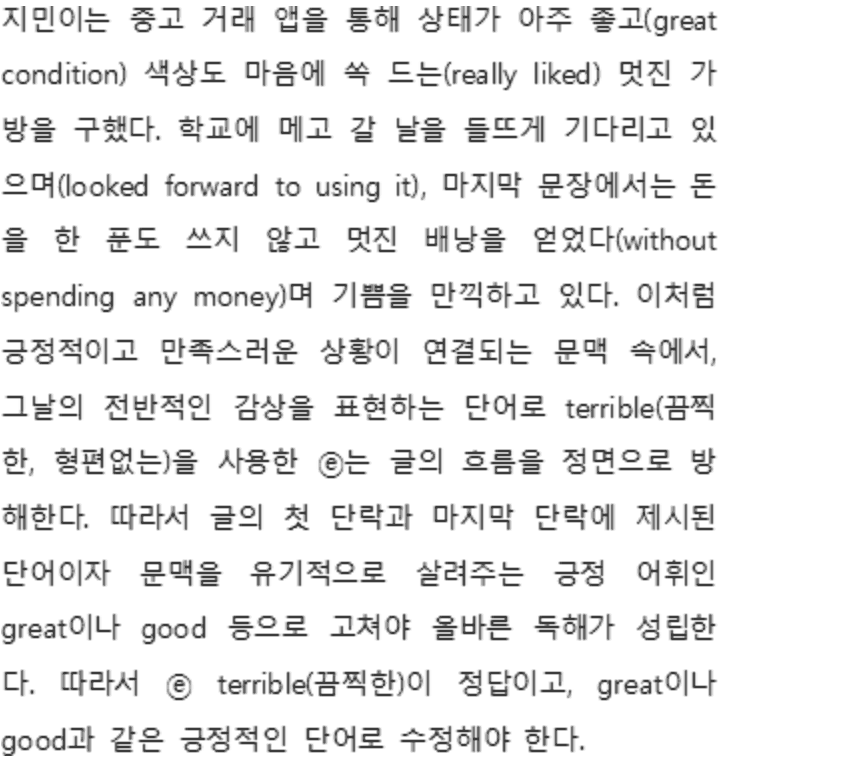 지민이는 중고 거래 앱을 통해 상태가 아주 좋고(great
condition) 색상도 마음에 쏙 드는(really liked) 멋진 가
방을 구했다. 학교에 메고 갈 날을 들뜨게 기다리고 있
으며(looked forward to using it), 마지막 문장에서는 돈
을 한 푼도 쓰지 않고 멋진 배낭을 얻었다(without
spending any money)며 기쁨을 만끽하고 있다. 이처럼
긍정적이고 만족스러운 상황이 연결되는 문맥 속에서,
그날의 전반적인 감상을 표현하는 단어로 terrible(끔찍
한, 형편없는)을 사용한 ⓔ는 글의 흐름을 정면으로 방
해한다. 따라서 글의 첫 단락과 마지막 단락에 제시된
단어이자 문맥을 유기적으로 살려주는 긍정 어휘인
great이나 good 등으로 고쳐야 올바른 독해가 성립한
다. 따라서 ⓔ terrible(끔찍한)이 정답이고, great이나
good과 같은 긍정적인 단어로 수정해야 한다.